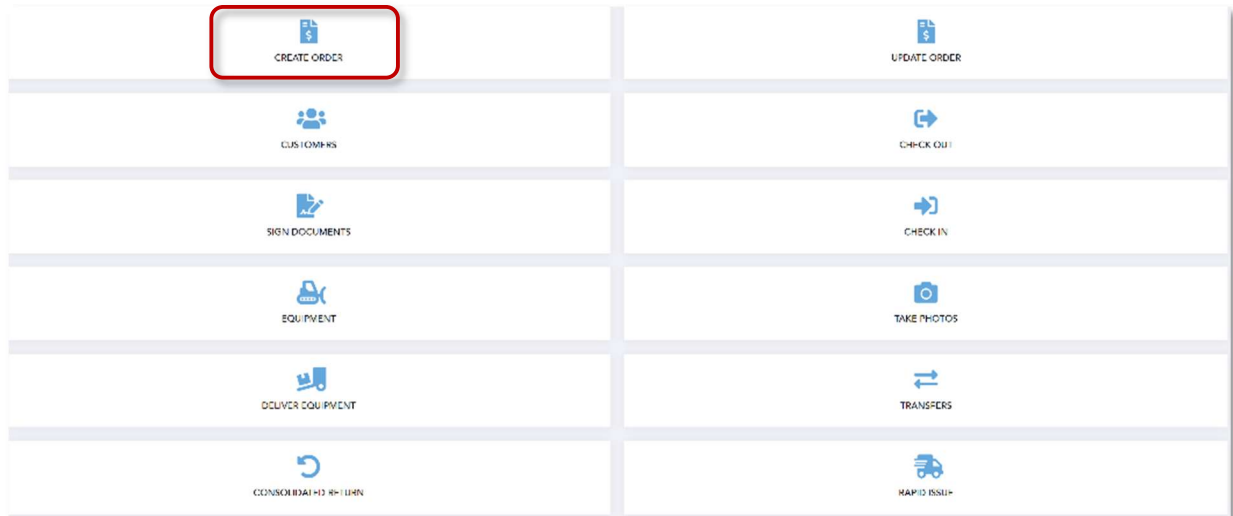 CREATE ORDER
UPDATE ORDER
CUSTOMERS
CHECK OUT
SIGN DOCUMENTS
CHECK IN
EQUIPMENT
TAKE PHOTOS
DELIVER EQUIPMENT
TRANSFERS
CONSOLIDATED RETURN
RAPID ISSUE